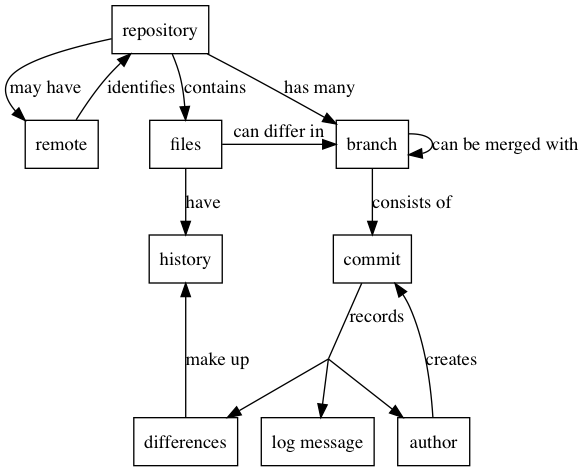 repository
may have
identifies
contains
has many
remote
files
can differ in
branch
can be merged with
have
consists of
history
commit
records
make up
creates
differences
log message
author